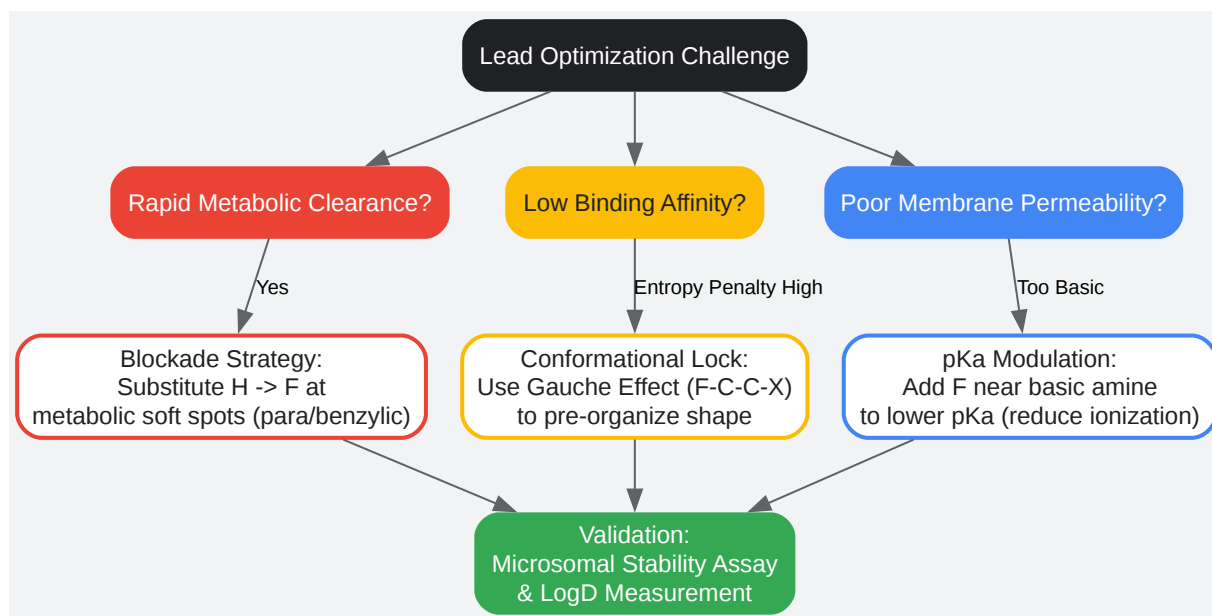 Lead Optimization Challenge
Rapid Metabolic Clearance?
Low Binding Affinity?
Poor Membrane Permeability?
Yes
Entropy Penalty High
Too Basic
Blockade Strategy:
Substitute H -> F at
metabolic soft spots (para/benzylic)
Conformational Lock:
Use Gauche Effect (F-C-C-X)
to pre-organize shape
pKa Modulation:
Add F near basic amine
to lower pKa (reduce ionization)
Validation:
Microsomal Stability Assay
& LogD Measurement